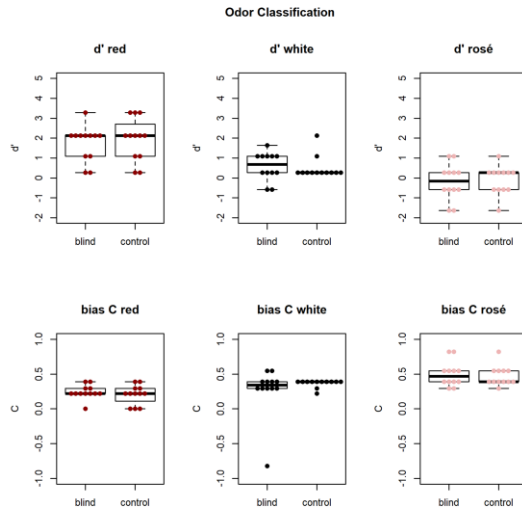 Odor Classification
d' red
d' white
d' rosé
d'
5
4
3
2
1
0
-1
-2
blind
control
d'
5
4
3
2
1
0
-1
-2
blind
control
d'
5
4
3
2
1
0
-1
-2
blind
control
bias C red
bias C white
bias C rosé
C
1.0
0.5
0.0
-0.5
-1.0
blind
control
C
1.0
0.5
0.0
-0.5
-1.0
blind
control
C
1.0
0.5
0.0
-0.5
-1.0
blind
control